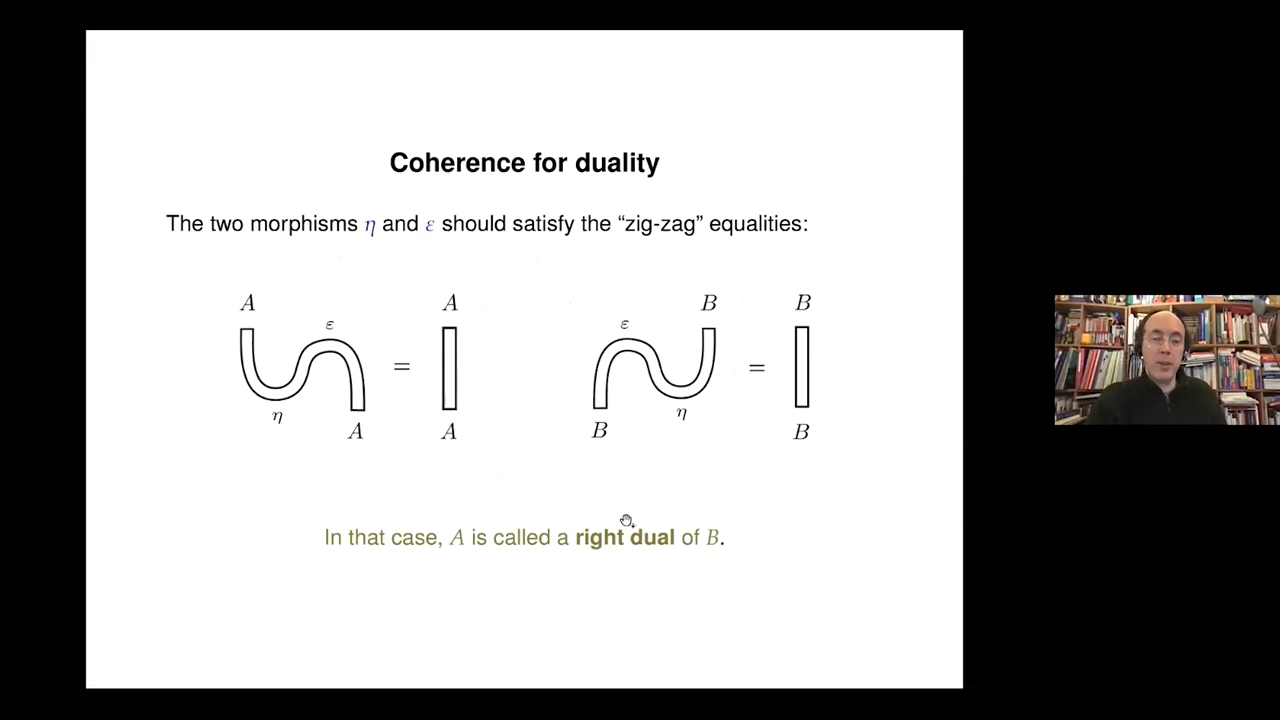 Coherence for duality
The two morphisms η and ε should satisfy the “zig-zag” equalities:
A A B B
ε ε
= =
η η
A A B B
In that case, A is called a right dual of B.